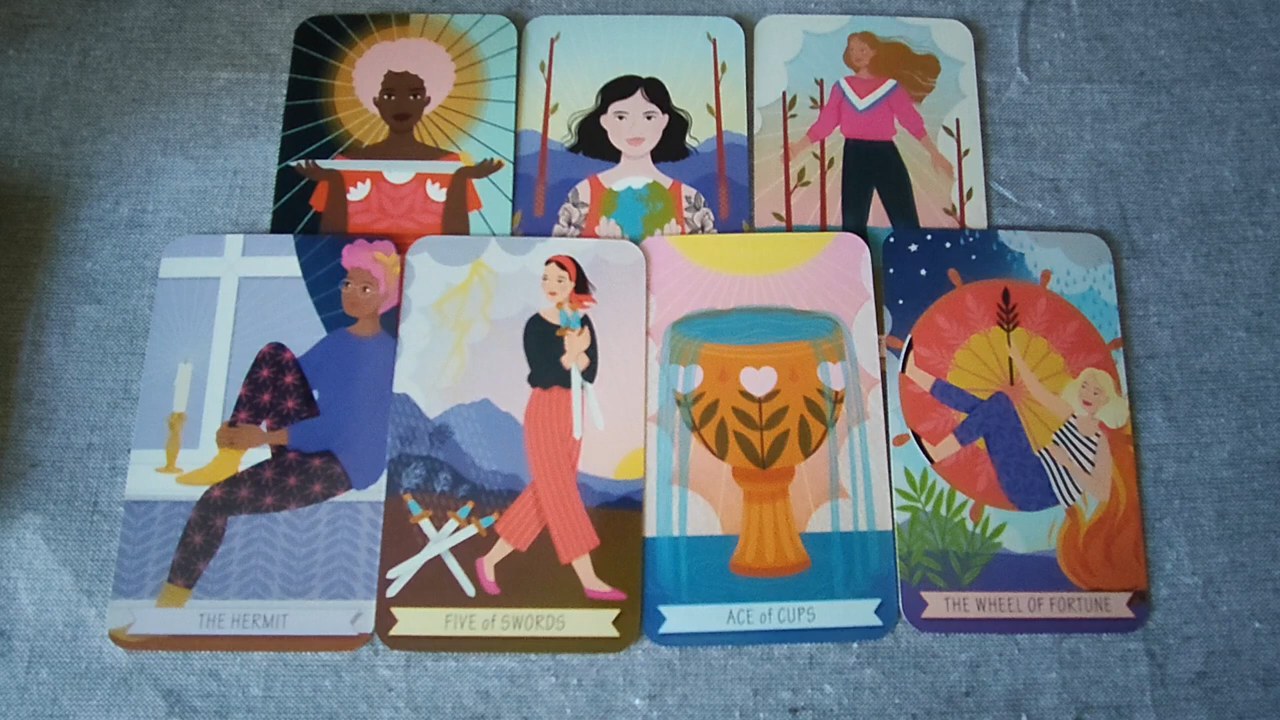 THE HERMIT
FIVE of SWORDS
ACE of CUPS
THE WHEEL OF FORTUNE